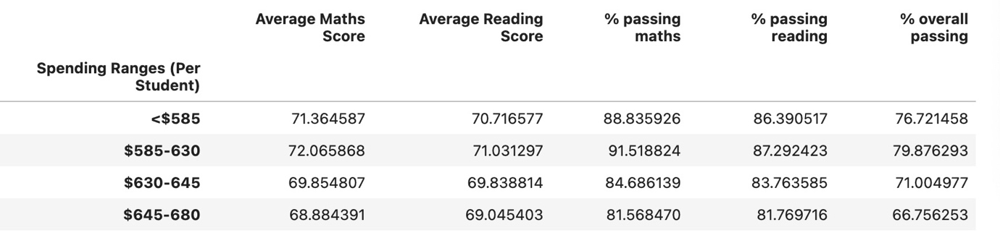 Average Maths Average Reading % passing % passing % overall
Score Score maths reading passing
Spending Ranges (Per
Student)
<$585 71.364587 70.716577 88.835926 86.390517 76.721458
$585-630 72.065868 71.031297 91.518824 87.292423 79.876293
$630-645 69.854807 69.838814 84.686139 83.763585 71.004977
$645-680 68.884391 69.045403 81.568470 81.769716 66.756253